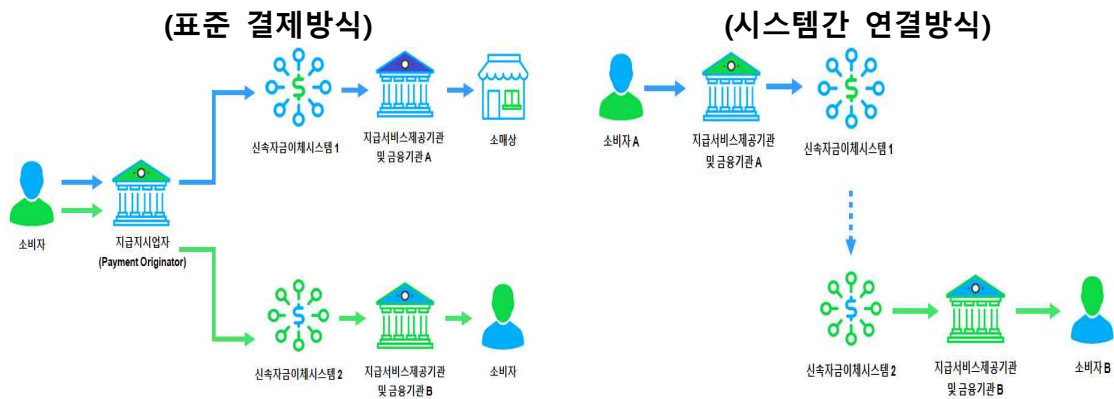 (표준 결제방식)
신속자금이체시스템 1
지급서비스제공기관
및 금융기관 A
소매상
소비자
지급지시업자
(Payment Originator)
신속자금이체시스템 2
지급서비스제공기관
및 금융기관 B
소비자
(시스템간 연결방식)
소비자 A
지급서비스제공기관
및 금융기관 A
신속자금이체시스템 1
신속자금이체시스템 2
지급서비스제공기관
및 금융기관 B
소비자 B